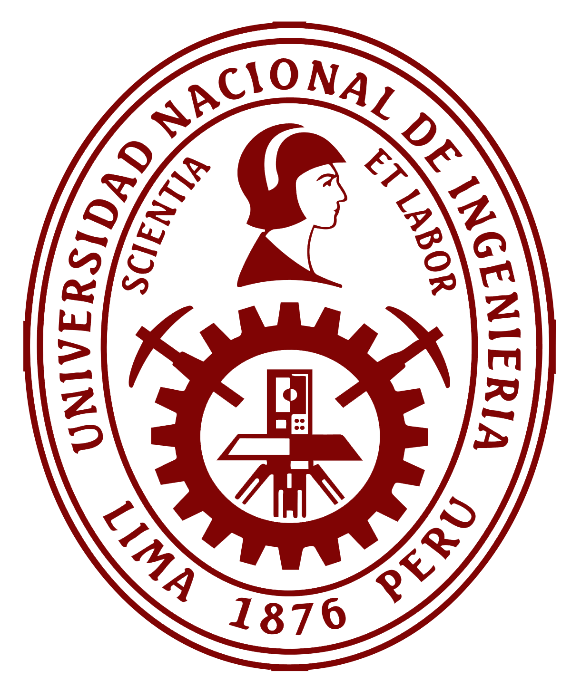 UNIVERSIDAD NACIONAL DE INGENIERIA
SCIENTIA ET LABOR
LIMA 1876 PERU